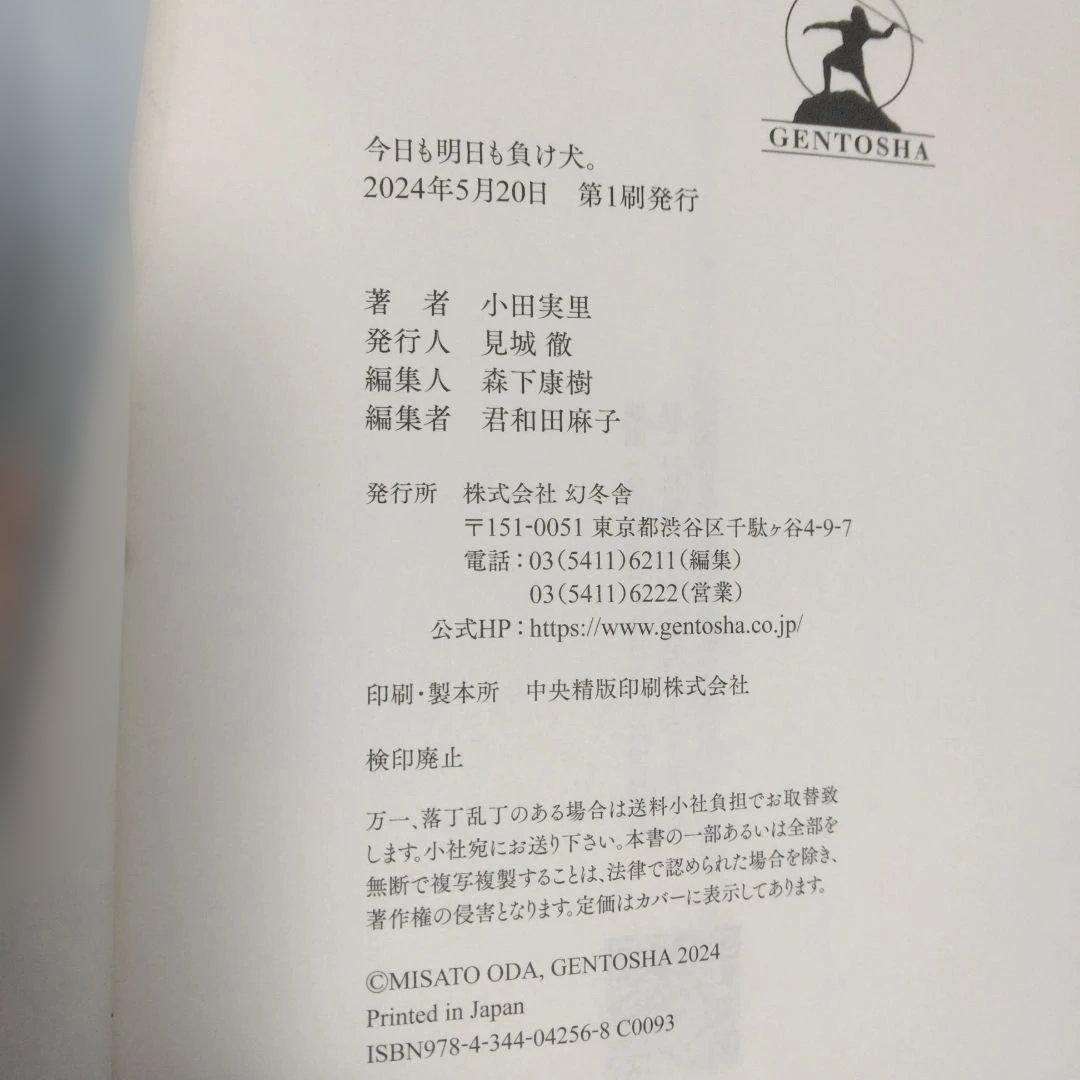 GENTOSHA
今日も明日も負け犬。
2024年5月20日　第1刷発行
著　者　小田実里
発行人　見城 徹
編集人　森下康樹
編集者　君和田麻子
発行所　株式会社 幻冬舎
〒151-0051 東京都渋谷区千駄ヶ谷4-9-7
電話：03(5411)6211(編集)
03(5411)6222(営業)
公式HP：https://www.gentosha.co.jp/
印刷・製本所　中央精版印刷株式会社
検印廃止
万一、落丁乱丁のある場合は送料小社負担でお取替致
します。小社宛にお送り下さい。本書の一部あるいは全部を
無断で複写複製することは、法律で認められた場合を除き、
著作権の侵害となります。定価はカバーに表示してあります。
©MISATO ODA, GENTOSHA 2024
Printed in Japan
ISBN978-4-344-04256-8 C0093